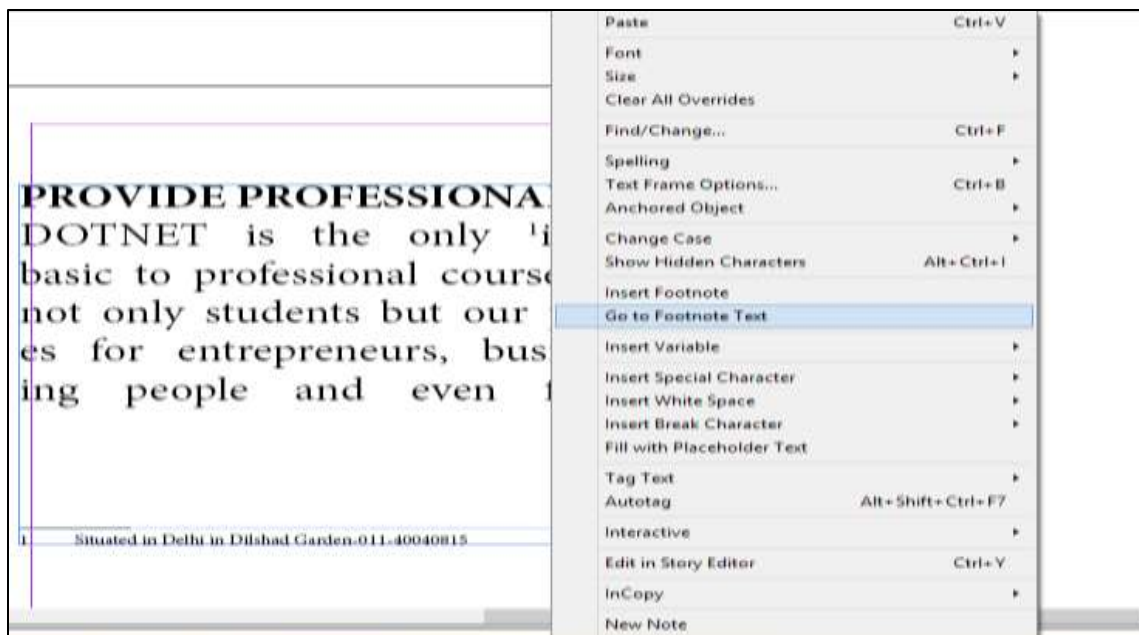 PROVIDE PROFESSIONA
DOTNET is the only ¹i
basic to professional course
not only students but our
es for entrepreneurs, bus
ing people and even
1 Situated in Delhi in Dilshad Garden-011-40040815
Paste Ctrl+V
Font
Size
Clear All Overrides
Find/Change... Ctrl+F
Spelling
Text Frame Options... Ctrl+B
Anchored Object
Change Case
Show Hidden Characters Alt+Ctrl+I
Insert Footnote
Go to Footnote Text
Insert Variable
Insert Special Character
Insert White Space
Insert Break Character
Fill with Placeholder Text
Tag Text
Autotag Alt+Shift+Ctrl+F7
Interactive
Edit in Story Editor Ctrl+Y
InCopy
New Note